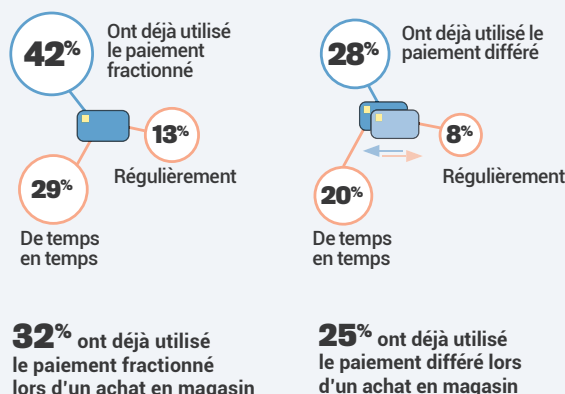 42%
Ont déjà utilisé
le paiement
fractionné
13%
Régulièrement
29%
De temps
en temps
32% ont déjà utilisé
le paiement fractionné
lors d'un achat en magasin
28%
Ont déjà utilisé le
paiement différé
8%
Régulièrement
20%
De temps
en temps
25% ont déjà utilisé
le paiement différé lors
d'un achat en magasin